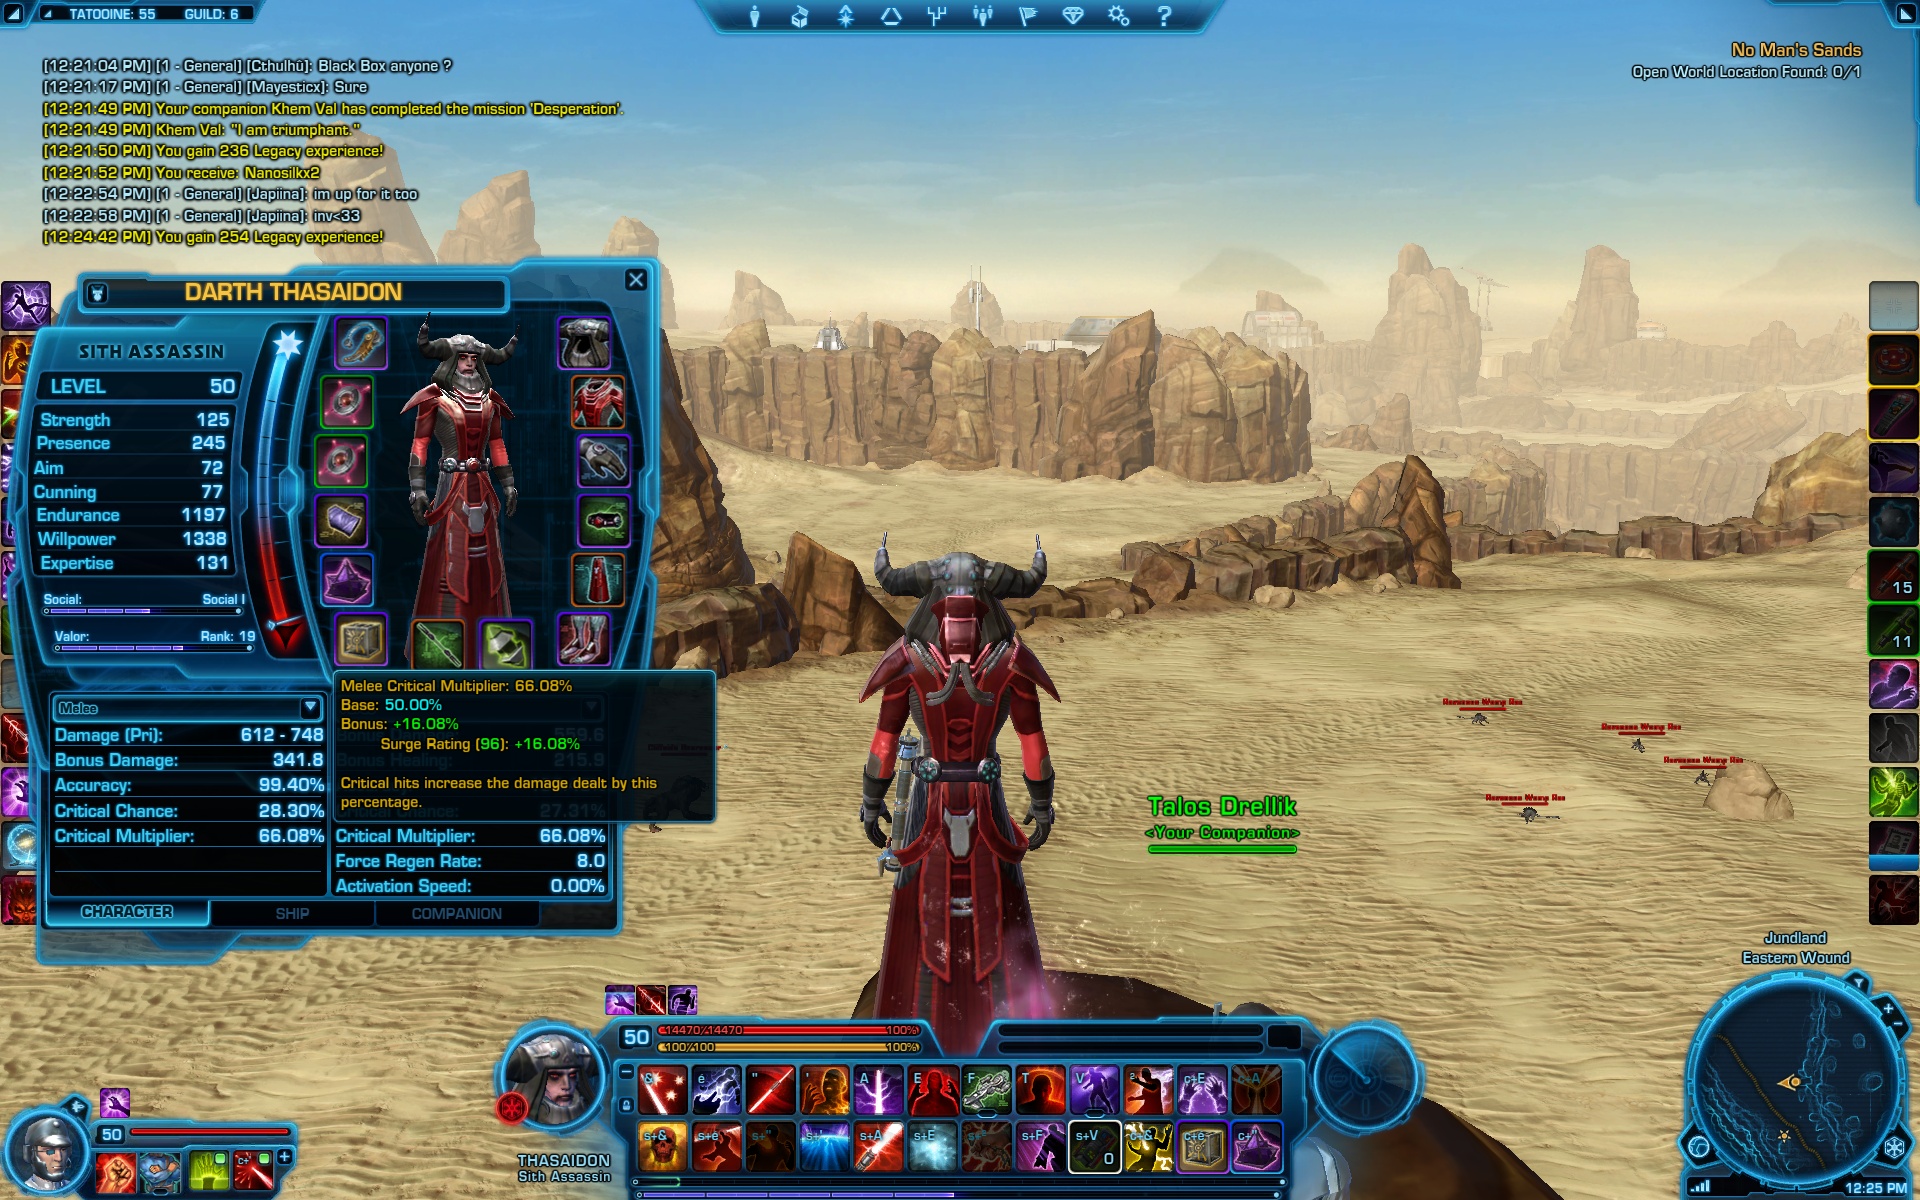 TATOOINE: 55 GUILD: 6
[12:21:04 PM] [1 - General] [Cthulhû]: Black Box anyone ?
[12:21:17 PM] [1 - General] [Mayesticx]: Sure
[12:21:49 PM] Your companion Khem Val has completed the mission 'Desperation'.
[12:21:49 PM] Khem Val: "I am triumphant."
[12:21:50 PM] You gain 236 Legacy experience!
[12:21:52 PM] You receive: Nanosilkx2
[12:22:54 PM] [1 - General] [Japiina]: im up for it too
[12:22:58 PM] [1 - General] [Japiina]: inv<33
[12:24:42 PM] You gain 254 Legacy experience!
No Man's Sands
Open World Location Found: 0/1
DARTH THASAIDON
SITH ASSASSIN
LEVEL 50
Strength 125
Presence 245
Aim 72
Cunning 77
Endurance 1197
Willpower 1338
Expertise 131
Social: Social I
Valor: Rank: 19
Melee
Damage (Pri): 612 - 748
Bonus Damage: 341.8
Accuracy: 99.40%
Critical Chance: 28.30%
Critical Multiplier: 66.08%
Melee Critical Multiplier: 66.08%
Base: 50.00%
Bonus: +16.08%
Surge Rating (96): +16.08%
Critical hits increase the damage dealt by this
percentage.
Bonus Healing: 215.9
27.31%
Critical Multiplier: 66.08%
Force Regen Rate: 8.0
Activation Speed: 0.00%
CHARACTER SHIP COMPANION
Talos Drellik
<Your Companion>
15
11
Jundland
Eastern Wound
12:25 PM
50
14470/14470 100%
100/100 100%
& é " ' A E F T V c+E c+A
s+& s+é s+" s+' s+A s+E s+F s+V 0 c+& c+é c+"
THASAIDON
Sith Assassin
50
c+